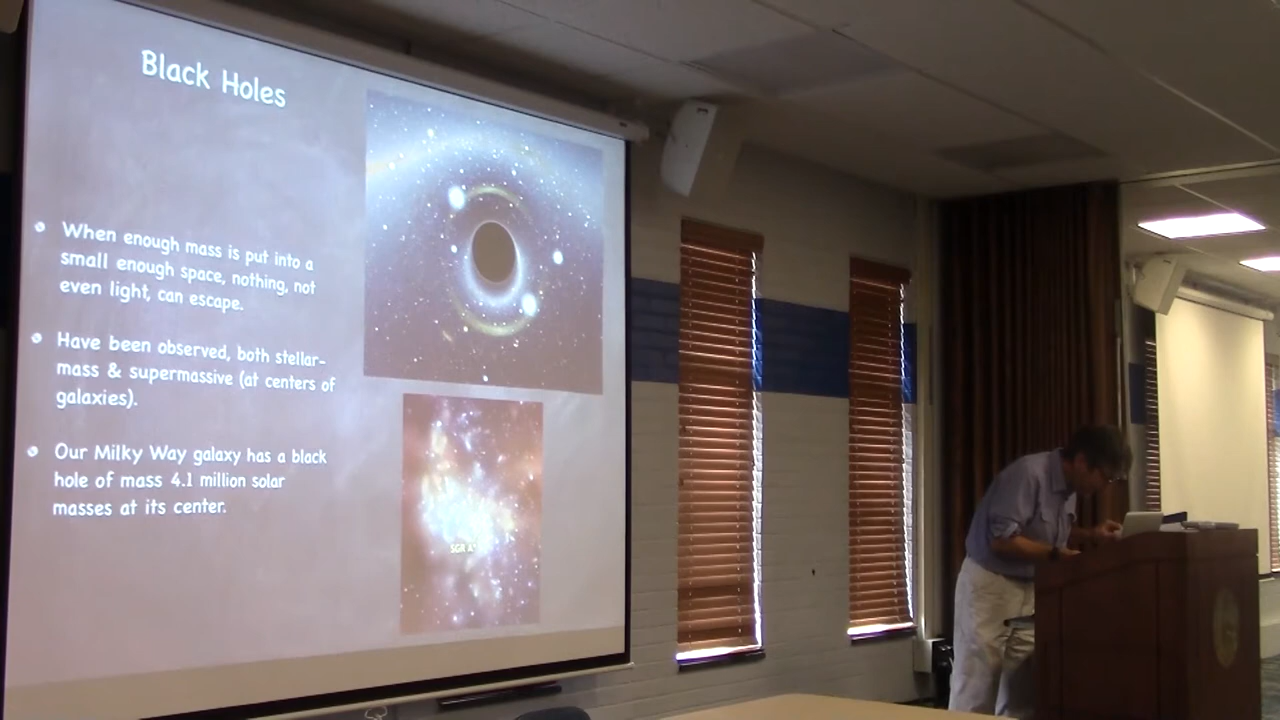 Black Holes
When enough mass is put into a
small enough space, nothing, not
even light, can escape.
Have been observed, both stellar-
mass & supermassive (at centers of
galaxies).
Our Milky Way galaxy has a black
hole of mass 4.1 million solar
masses at its center.
SGR A*